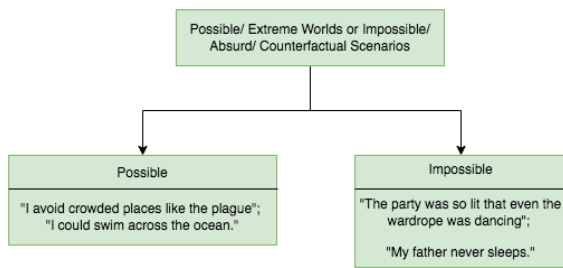 Possible/ Extreme Worlds or Impossible/
Absurd/ Counterfactual Scenarios
Possible
"I avoid crowded places like the plague";
"I could swim across the ocean."
Impossible
"The party was so lit that even the
wardrope was dancing";
"My father never sleeps."